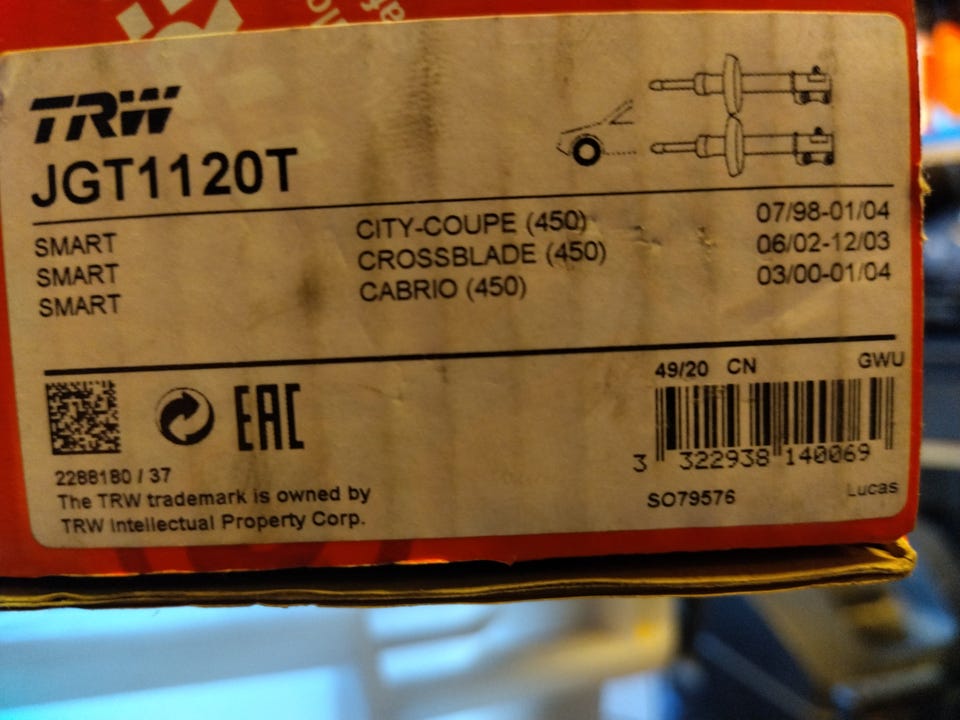 TRW
JGT1120T
SMART CITY-COUPE (450) 07/98-01/04
SMART CROSSBLADE (450) 06/02-12/03
SMART CABRIO (450) 03/00-01/04
49/20 CN GWU
EAC
3 322938 140069
2288180 / 37
The TRW trademark is owned by
TRW Intellectual Property Corp.
SO79576 Lucas